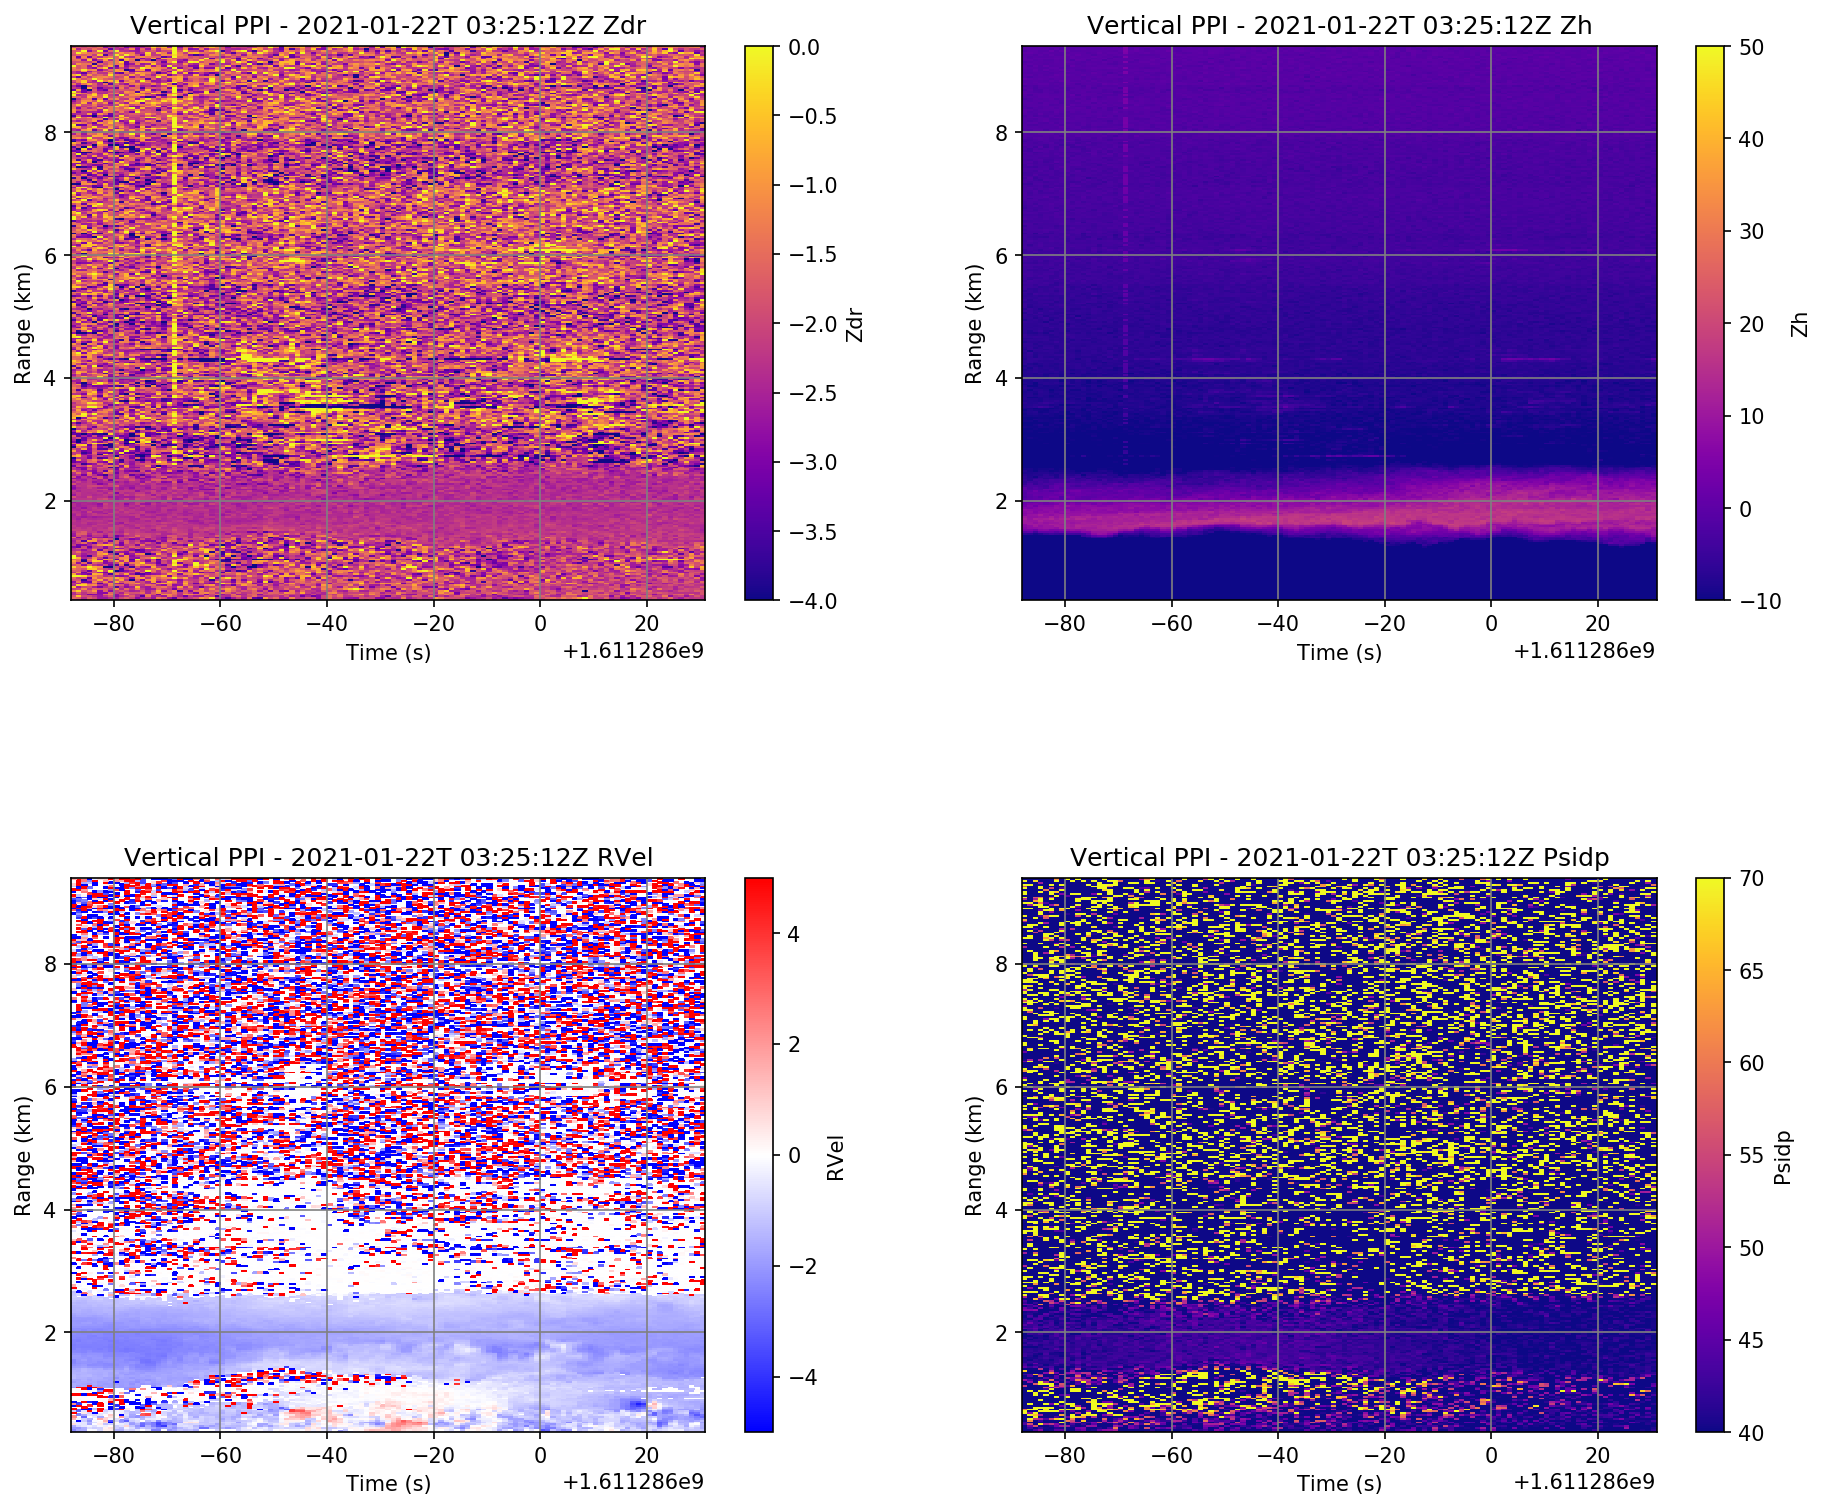 Vertical PPI - 2021-01-22T 03:25:12Z Zdr
Range (km)
8
6
4
2
−80 −60 −40 −20 0 20
Time (s)
+1.611286e9
0.0
−0.5
−1.0
−1.5
−2.0
−2.5
−3.0
−3.5
−4.0
Zdr
Vertical PPI - 2021-01-22T 03:25:12Z Zh
Range (km)
8
6
4
2
−80 −60 −40 −20 0 20
Time (s)
+1.611286e9
50
40
30
20
10
0
−10
Zh
Vertical PPI - 2021-01-22T 03:25:12Z RVel
Range (km)
8
6
4
2
−80 −60 −40 −20 0 20
Time (s)
+1.611286e9
4
2
0
−2
−4
RVel
Vertical PPI - 2021-01-22T 03:25:12Z Psidp
Range (km)
8
6
4
2
−80 −60 −40 −20 0 20
Time (s)
+1.611286e9
70
65
60
55
50
45
40
Psidp